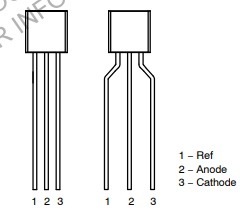 1 2 3 1 2 3
1 – Ref
2 – Anode
3 – Cathode